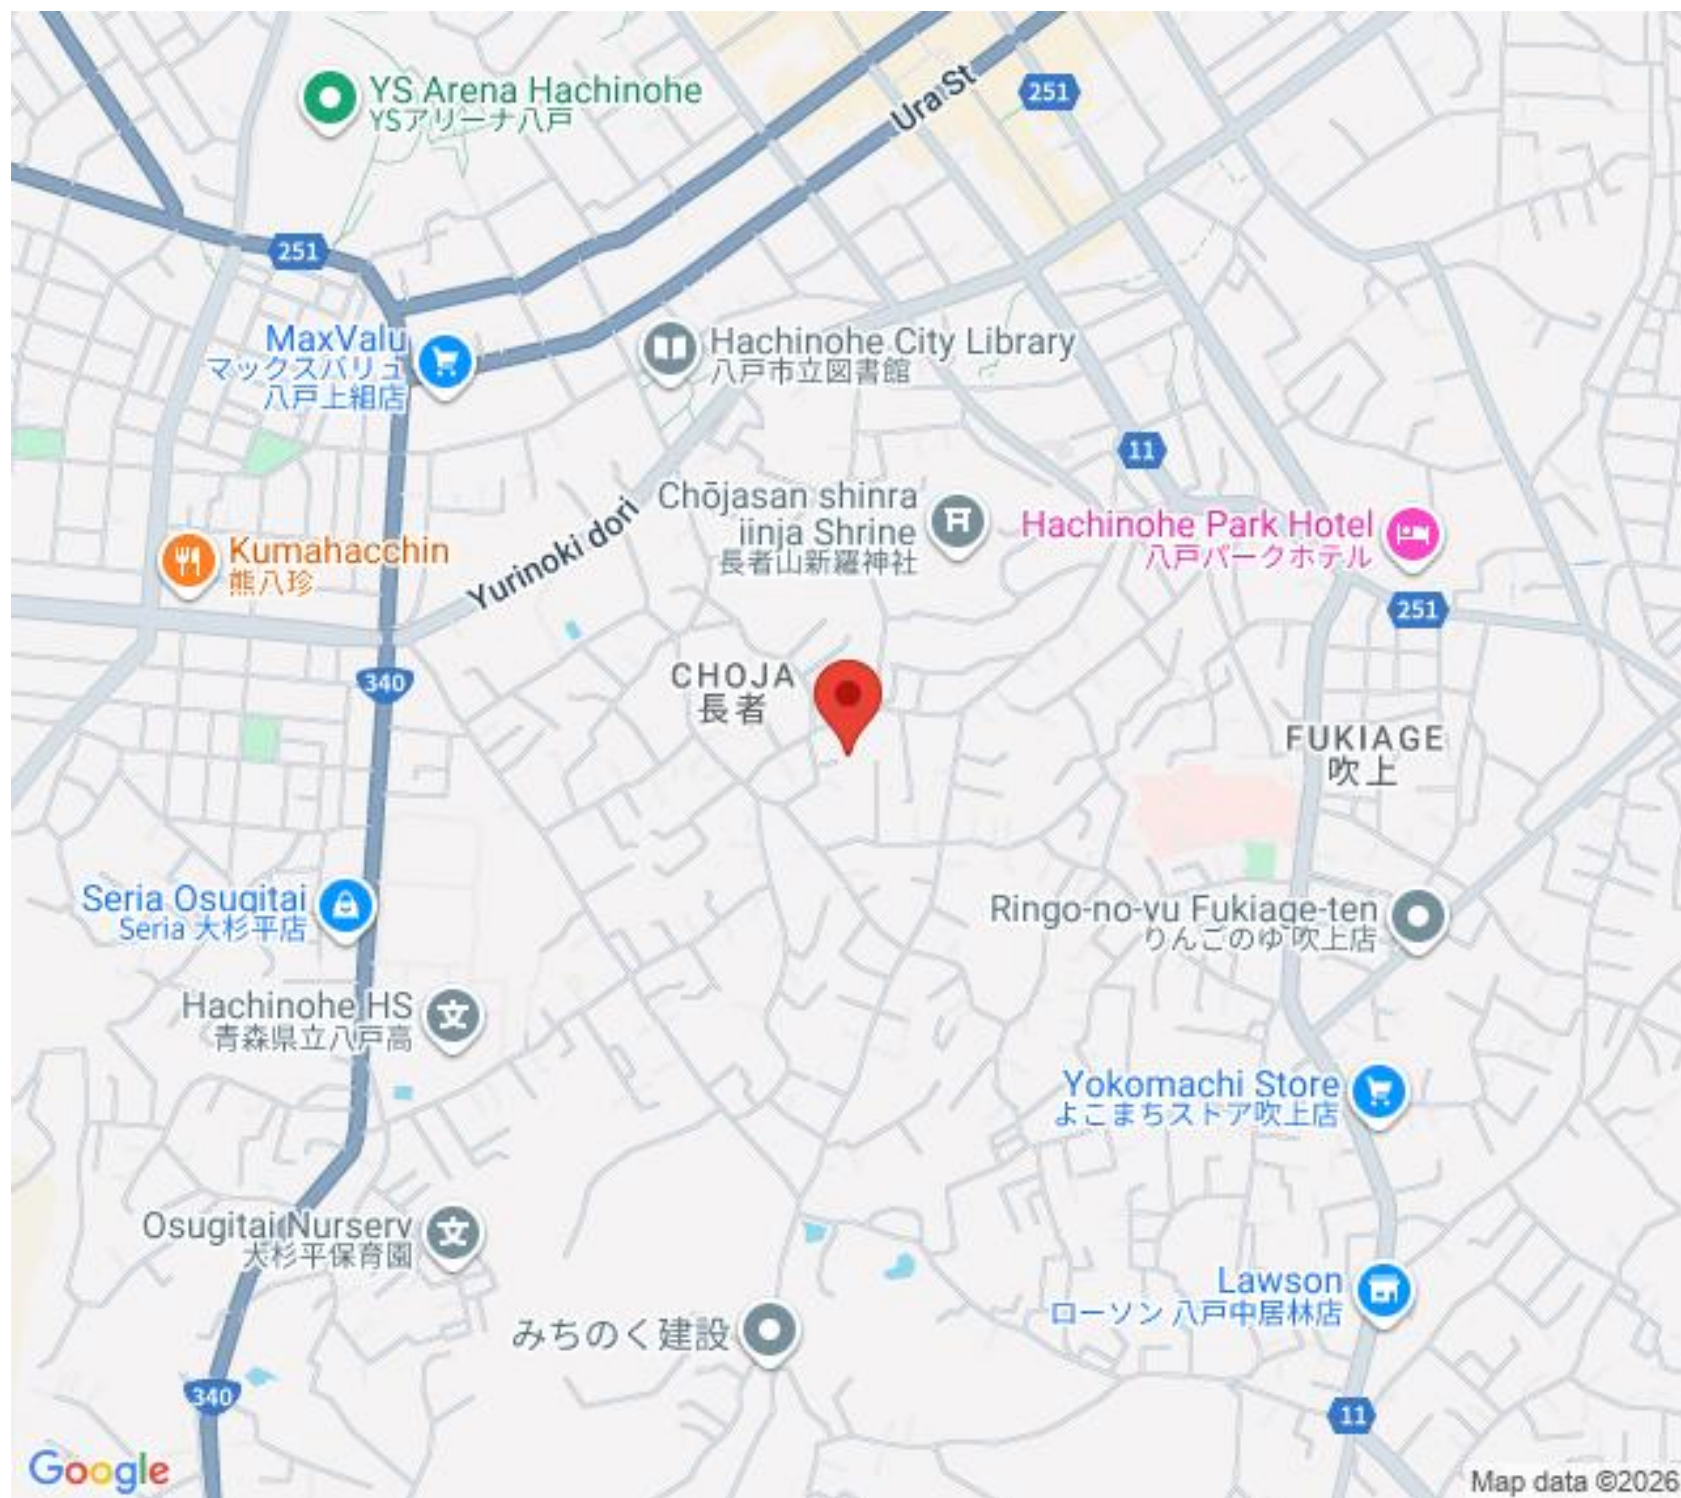 YS Arena Hachinohe
YSアリーナ八戸
Ura St
251
251
MaxValu
マックスバリュ
八戸上組店
Hachinohe City Library
八戸市立図書館
11
Chōjasan shinra
jinja Shrine
長者山新羅神社
Hachinohe Park Hotel
八戸パークホテル
Yurinoki dori
Kumahacchin
熊八珍
251
340
CHOJA
長者
FUKIAGE
吹上
Seria Osugitai
Seria 大杉平店
Ringo-no-yu Fukiage-ten
りんごのゆ 吹上店
Hachinohe HS
青森県立八戸高
Yokomachi Store
よこまちストア吹上店
Osugitai Nursery
大杉平保育園
Lawson
ローソン 八戸中居林店
みちのく建設
340
11
Google
Map data ©2026